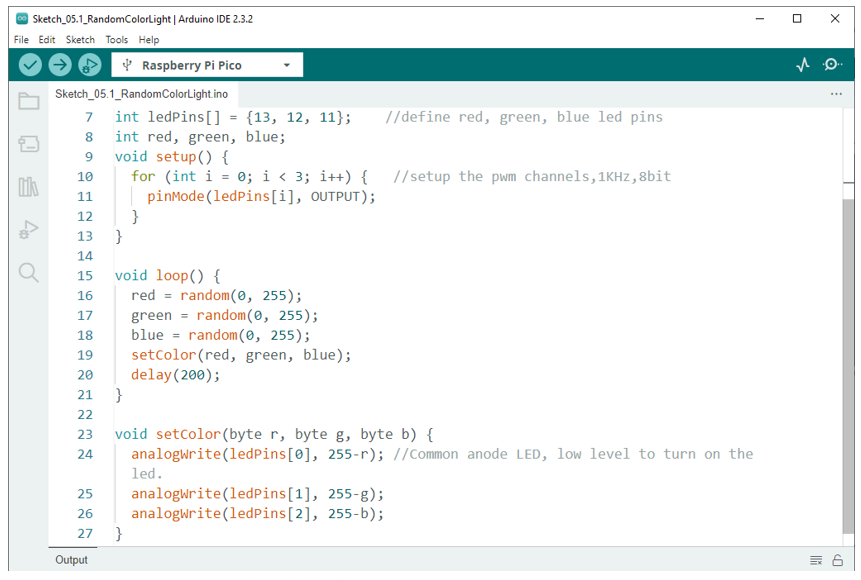 Sketch_05.1_RandomColorLight | Arduino IDE 2.3.2
File Edit Sketch Tools Help
Raspberry Pi Pico
Sketch_05.1_RandomColorLight.ino
7 int ledPins[] = {13, 12, 11};    //define red, green, blue led pins
8 int red, green, blue;
9 void setup() {
10   for (int i = 0; i < 3; i++) {   //setup the pwm channels,1KHz,8bit
11     pinMode(ledPins[i], OUTPUT);
12   }
13 }
14
15 void loop() {
16   red = random(0, 255);
17   green = random(0, 255);
18   blue = random(0, 255);
19   setColor(red, green, blue);
20   delay(200);
21 }
22
23 void setColor(byte r, byte g, byte b) {
24   analogWrite(ledPins[0], 255-r); //Common anode LED, low level to turn on the
led.
25   analogWrite(ledPins[1], 255-g);
26   analogWrite(ledPins[2], 255-b);
27 }
Output